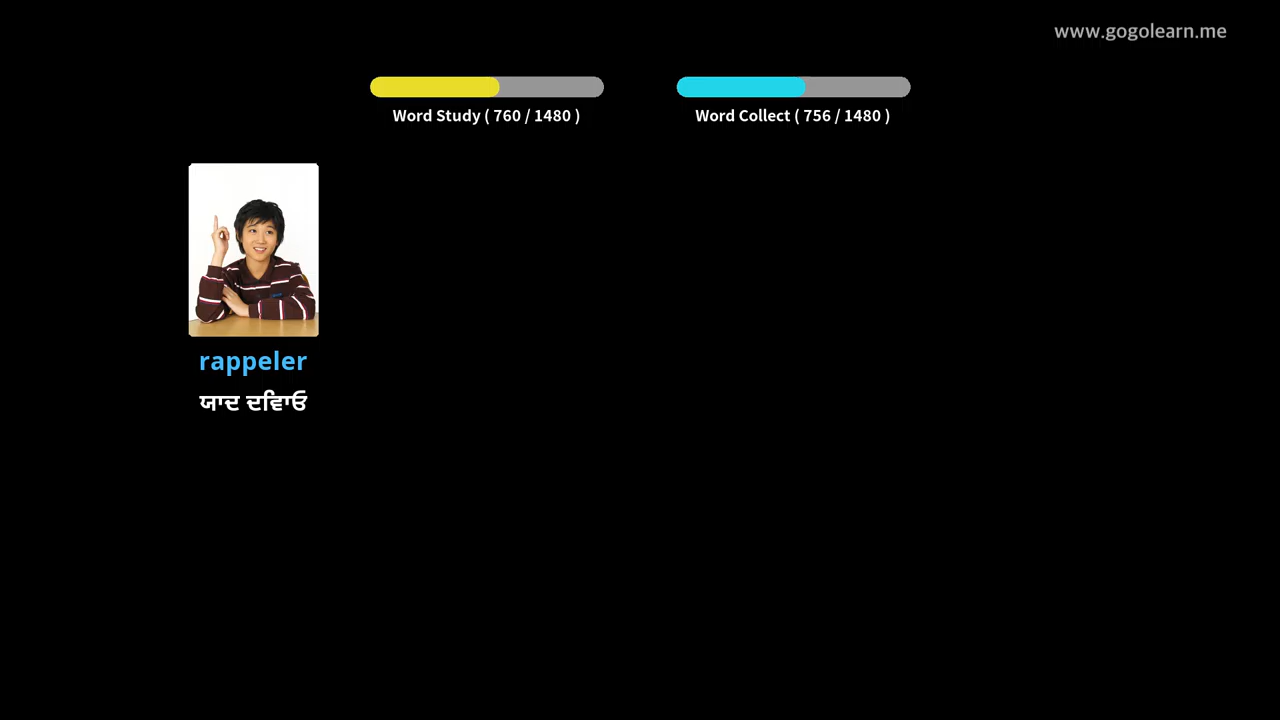 www.gogolearn.me
Word Study ( 760 / 1480 )
Word Collect ( 756 / 1480 )
rappeler
ਯਾਦ ਦਵਿਾਓ